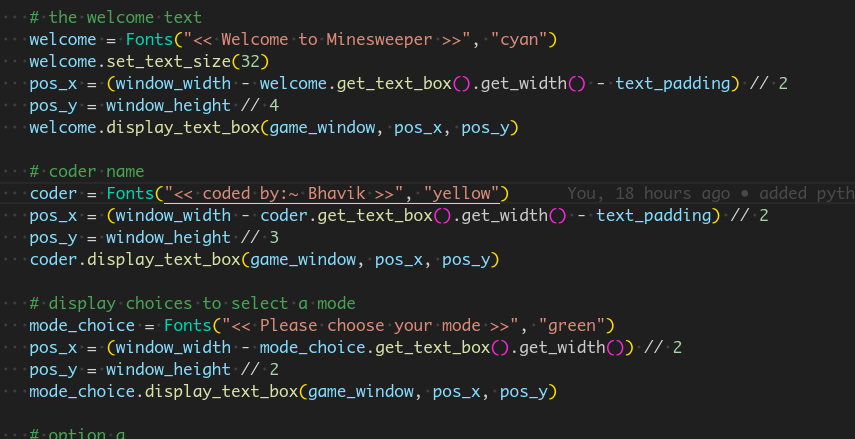 # the welcome text
welcome = Fonts("<< Welcome to Minesweeper >>", "cyan")
welcome.set_text_size(32)
pos_x = (window_width - welcome.get_text_box().get_width() - text_padding) // 2
pos_y = window_height // 4
welcome.display_text_box(game_window, pos_x, pos_y)
# coder name
coder = Fonts("<< coded by:~ Bhavik >>", "yellow") You, 18 hours ago • added pyth
pos_x = (window_width - coder.get_text_box().get_width() - text_padding) // 2
pos_y = window_height // 3
coder.display_text_box(game_window, pos_x, pos_y)
# display choices to select a mode
mode_choice = Fonts("<< Please choose your mode >>", "green")
pos_x = (window_width - mode_choice.get_text_box().get_width()) // 2
pos_y = window_height // 2
mode_choice.display_text_box(game_window, pos_x, pos_y)
# option a